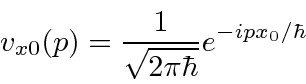 $v_{x0}(p) = \frac{1}{\sqrt{2\pi\hbar}} e^{-ipx_0/\hbar}$